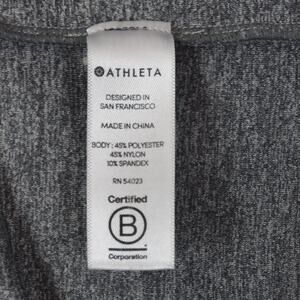 ATHLETA
DESIGNED IN
SAN FRANCISCO
MADE IN CHINA
BODY : 45% POLYESTER
45% NYLON
10% SPANDEX
RN 54023
Certified
B
Corporation